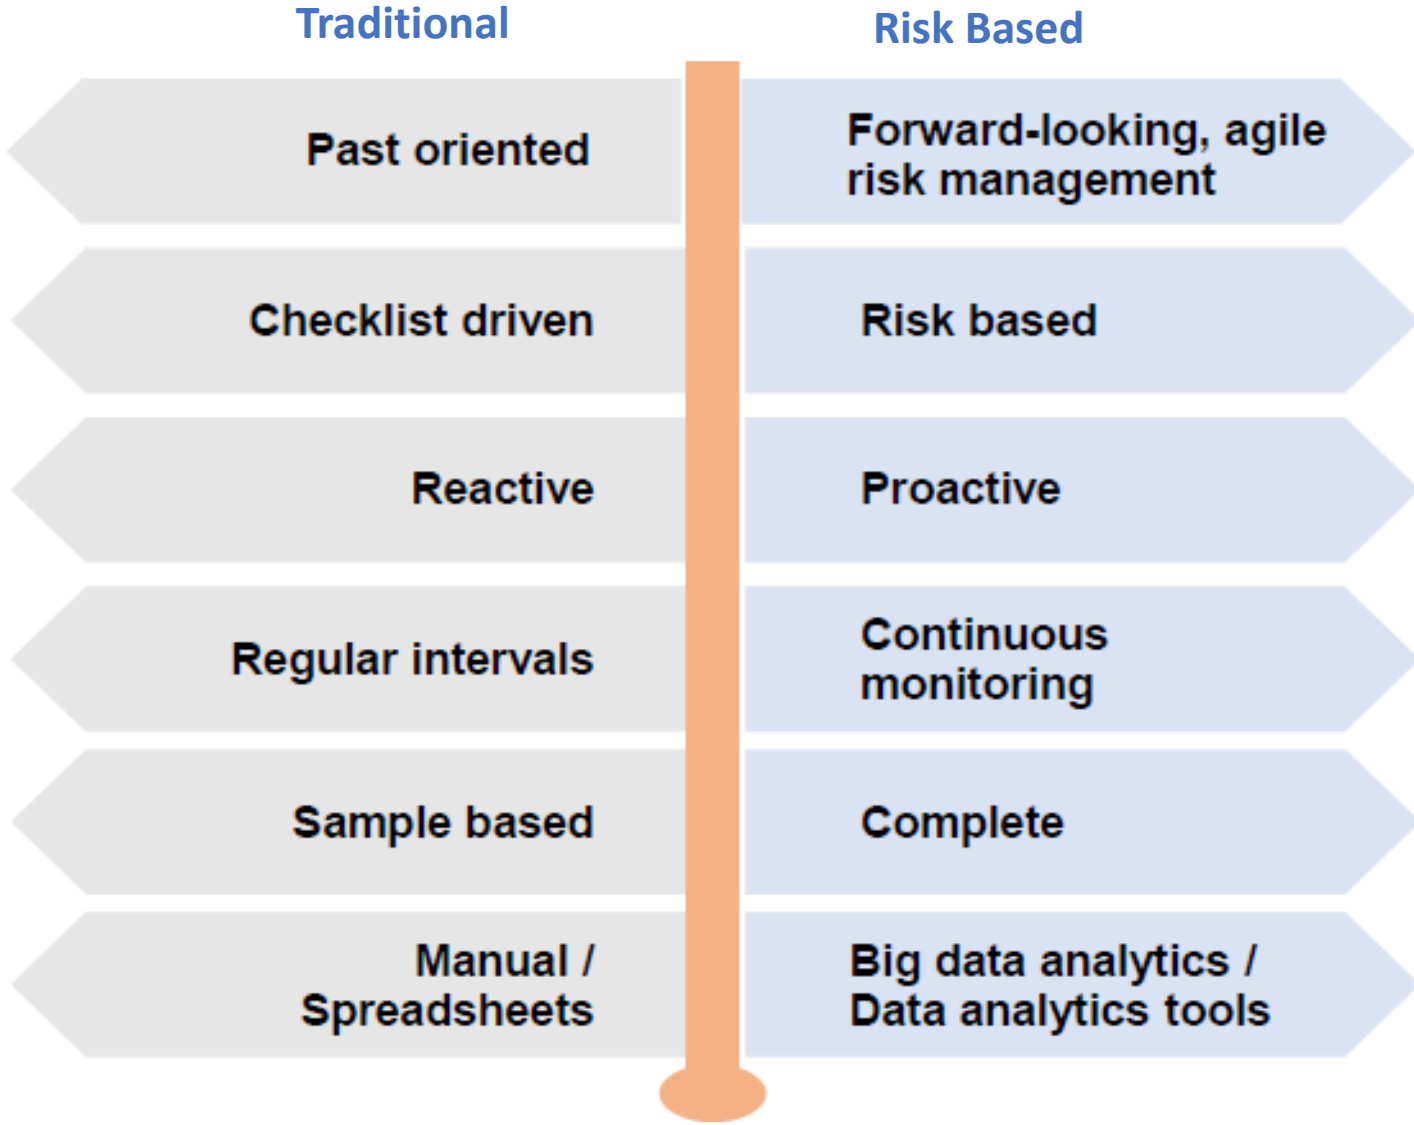 Traditional
Risk Based
Past oriented
Forward-looking, agile
risk management
Checklist driven
Risk based
Reactive
Proactive
Regular intervals
Continuous
monitoring
Sample based
Complete
Manual /
Spreadsheets
Big data analytics /
Data analytics tools